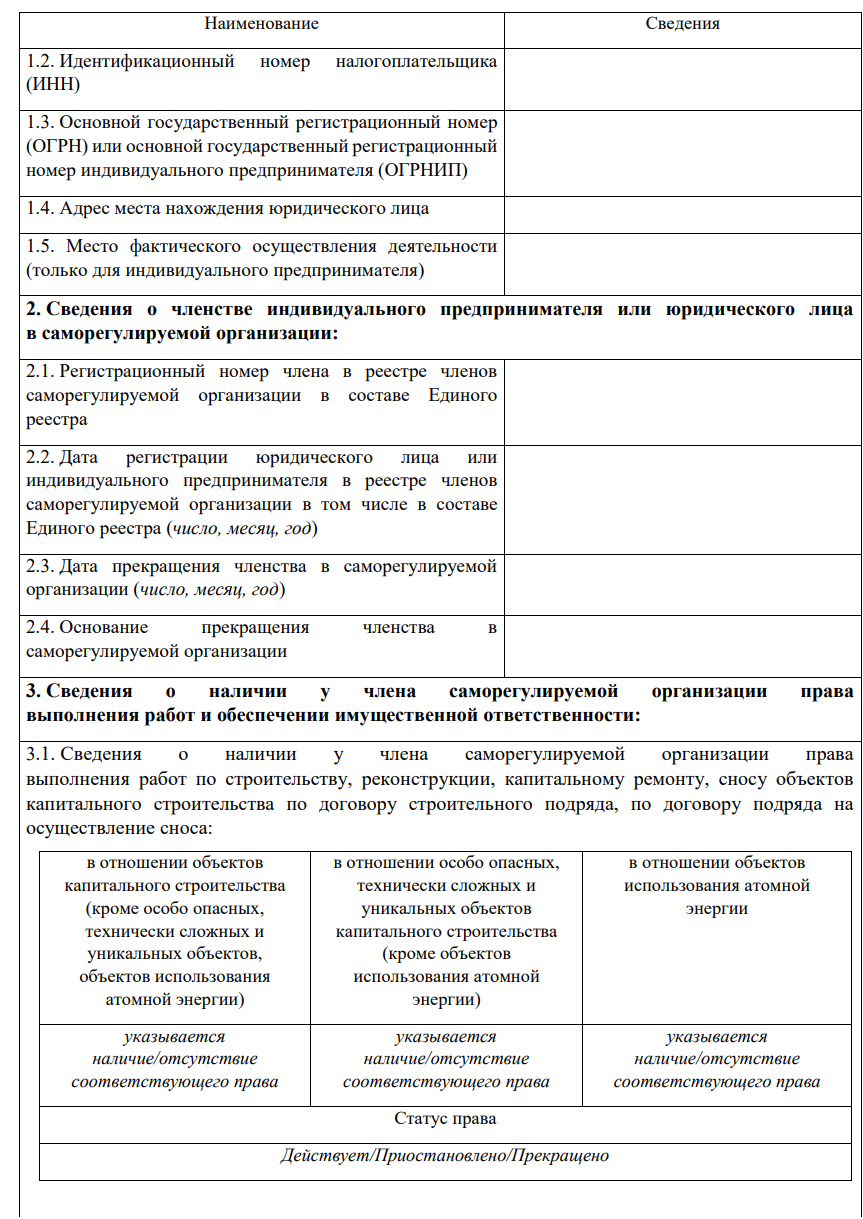 Наименование
Сведения
1.2. Идентификационный номер налогоплательщика
(ИНН)
1.3. Основной государственный регистрационный номер
(ОГРН) или основной государственный регистрационный
номер индивидуального предпринимателя (ОГРНИП)
1.4. Адрес места нахождения юридического лица
1.5. Место фактического осуществления деятельности
(только для индивидуального предпринимателя)
2. Сведения о членстве индивидуального предпринимателя или юридического лица
в саморегулируемой организации:
2.1. Регистрационный номер члена в реестре членов
саморегулируемой организации в составе Единого
реестра
2.2. Дата регистрации юридического лица или
индивидуального предпринимателя в реестре членов
саморегулируемой организации в том числе в составе
Единого реестра (число, месяц, год)
2.3. Дата прекращения членства в саморегулируемой
организации (число, месяц, год)
2.4. Основание прекращения членства в
саморегулируемой организации
3. Сведения о наличии у члена саморегулируемой организации права
выполнения работ и обеспечении имущественной ответственности:
3.1. Сведения о наличии у члена саморегулируемой организации права
выполнения работ по строительству, реконструкции, капитальному ремонту, сносу объектов
капитального строительства по договору строительного подряда, по договору подряда на
осуществление сноса:
в отношении объектов
капитального строительства
(кроме особо опасных,
технически сложных и
уникальных объектов,
объектов использования
атомной энергии)
в отношении особо опасных,
технически сложных и
уникальных объектов
капитального строительства
(кроме объектов
использования атомной
энергии)
в отношении объектов
использования атомной
энергии
указывается
наличие/отсутствие
соответствующего права
указывается
наличие/отсутствие
соответствующего права
указывается
наличие/отсутствие
соответствующего права
Статус права
Действует/Приостановлено/Прекращено